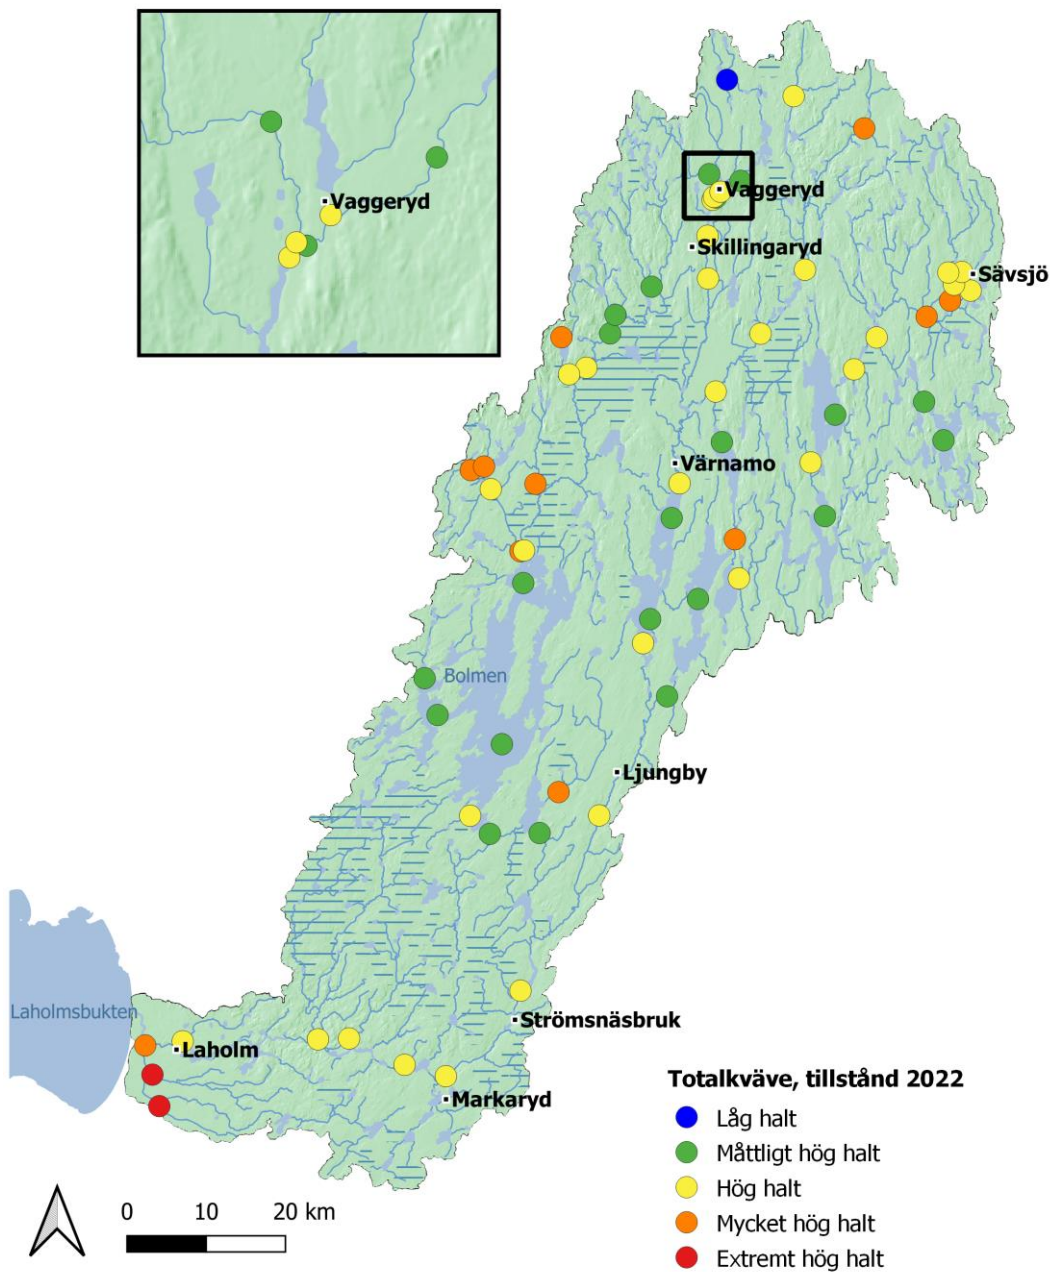 Vaggeryd
Vaggeryd
Skillingaryd
Sävsjö
Värnamo
Bolmen
Ljungby
Laholmsbukten
Strömsnäsbruk
Laholm
Markaryd
Totalkväve, tillstånd 2022
Låg halt
Måttligt hög halt
Hög halt
Mycket hög halt
Extremt hög halt
0 10 20 km